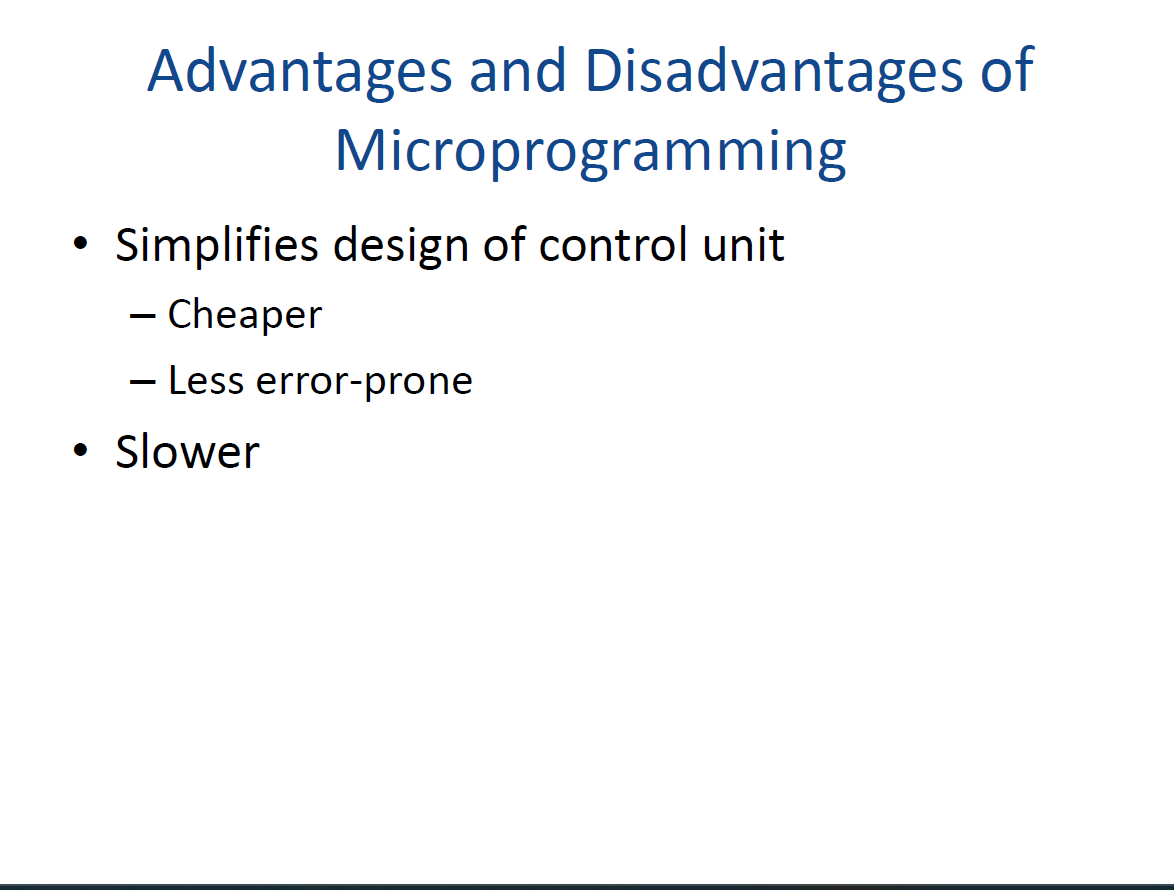 Advantages and Disadvantages of
Microprogramming
• Simplifies design of control unit
– Cheaper
– Less error-prone
• Slower